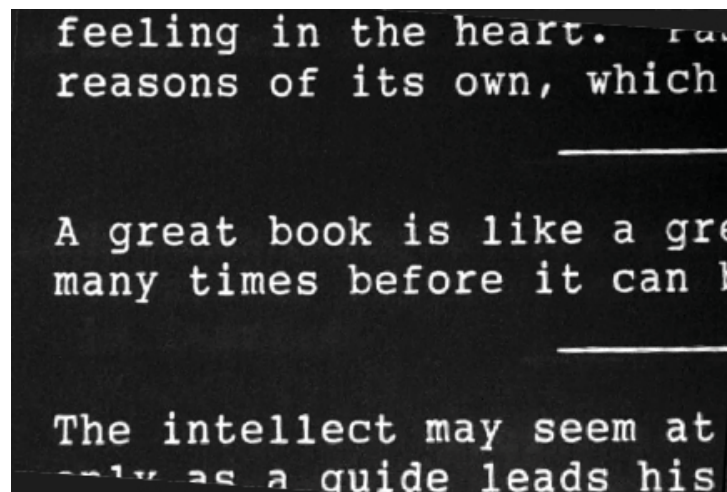 feeling in the heart.
reasons of its own, which
A great book is like a
many times before it can
The intellect may seem at
only as a guide leads his